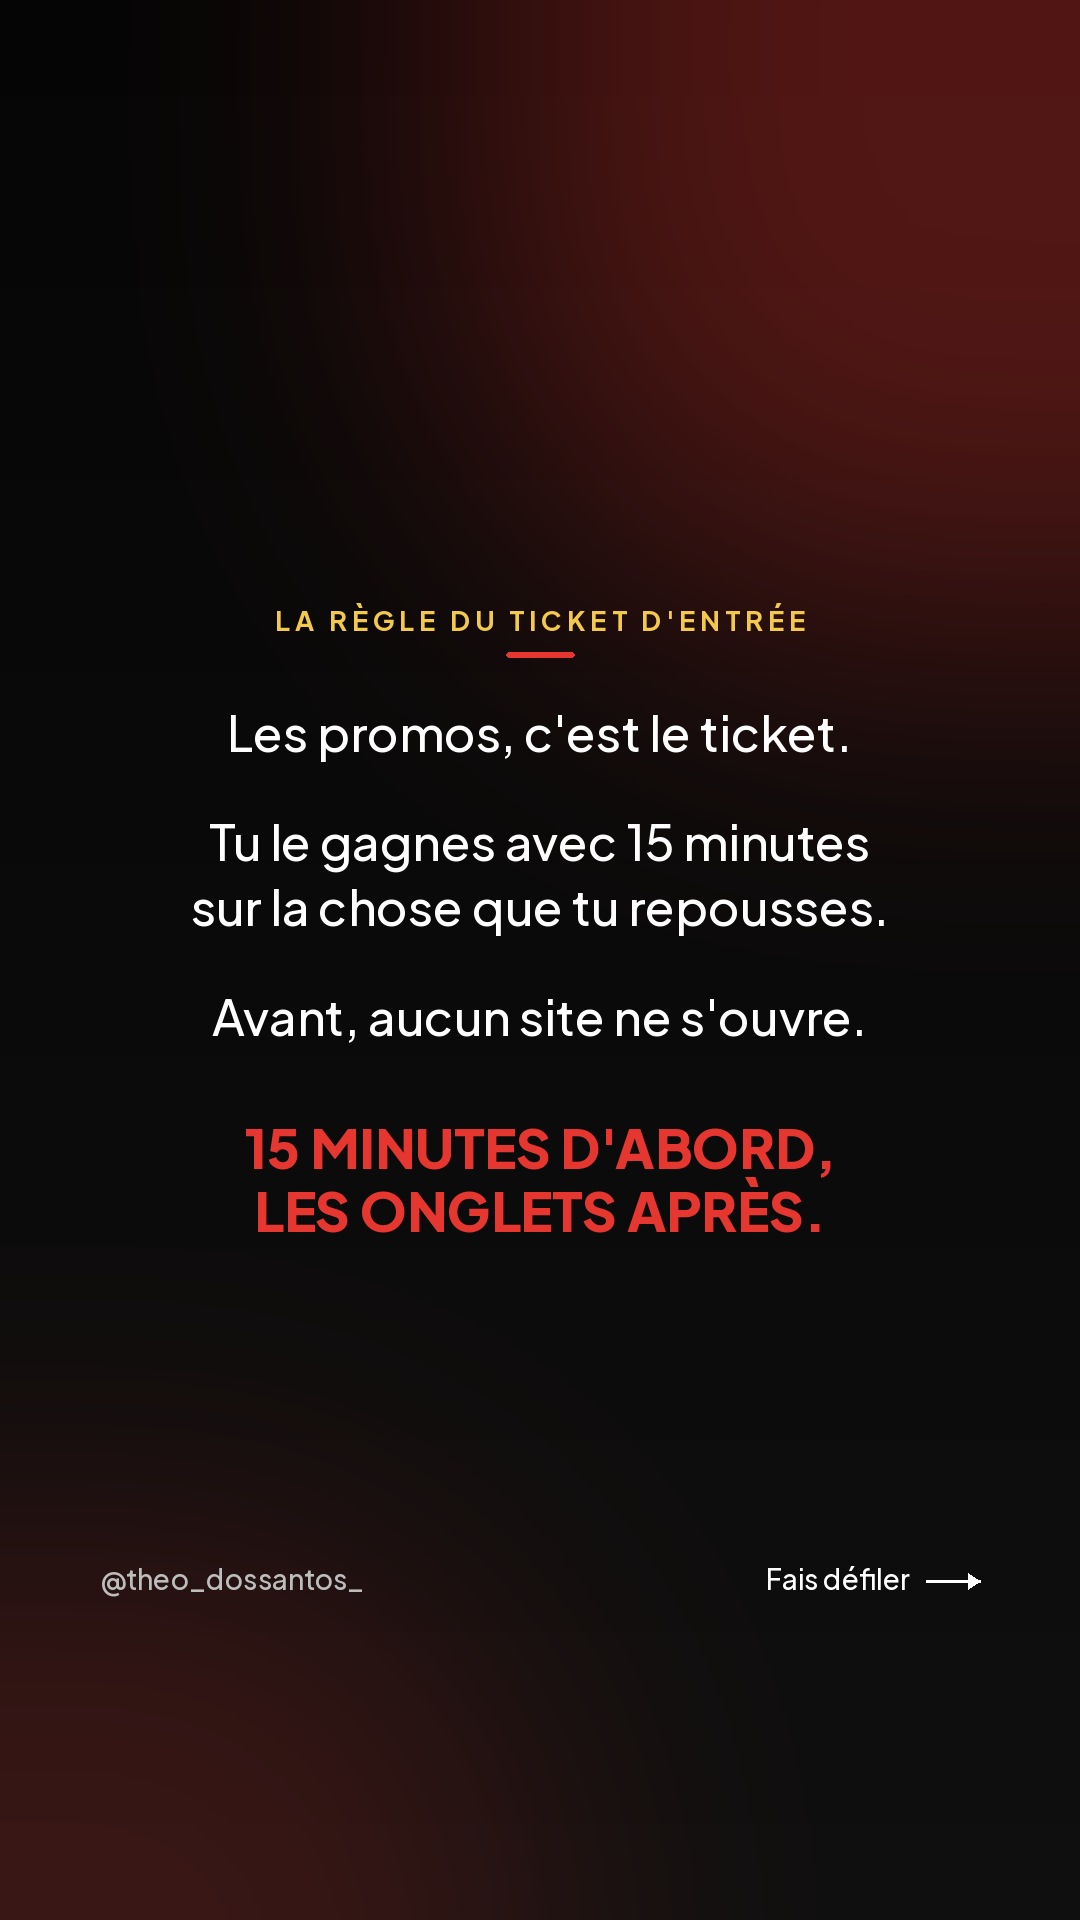 LA RÈGLE DU TICKET D'ENTRÉE
Les promos, c'est le ticket.
Tu le gagnes avec 15 minutes
sur la chose que tu repousses.
Avant, aucun site ne s'ouvre.
15 MINUTES D'ABORD,
LES ONGLETS APRÈS.
@theo_dossantos_
Fais défiler